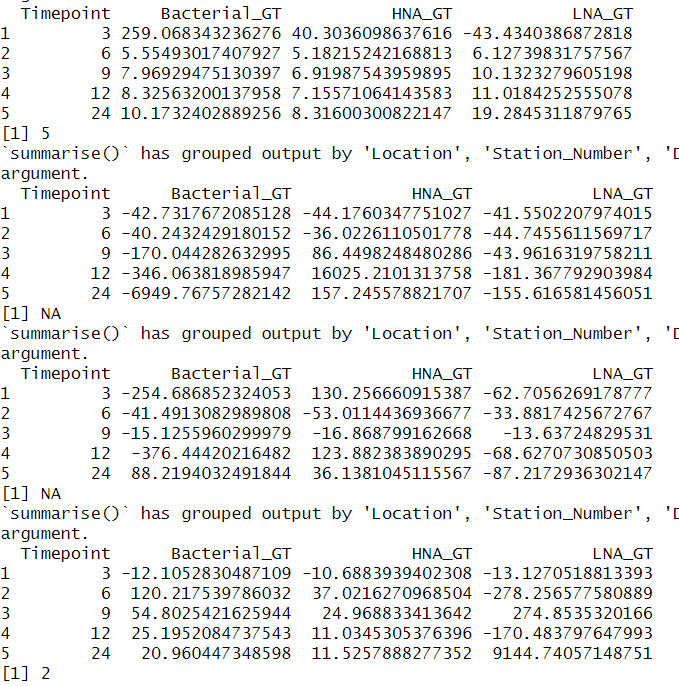 Timepoint Bacterial_GT HNA_GT LNA_GT
1 3 259.068343236276 40.3036098637616 -43.4340386872818
2 6 5.55493017407927 5.18215242168813 6.12739831757567
3 9 7.96929475130397 6.91987543959895 10.1323279605198
4 12 8.32563200137958 7.15571064143583 11.0184252555078
5 24 10.1732402889256 8.31600300822147 19.2845311879765
[1] 5
`summarise()` has grouped output by 'Location', 'Station_Number', 'D
argument.
Timepoint Bacterial_GT HNA_GT LNA_GT
1 3 -42.7317672085128 -44.1760347751027 -41.5502207974015
2 6 -40.2432429180152 -36.0226110501778 -44.7455611569717
3 9 -170.044282632995 86.4498248480286 -43.9616319758211
4 12 -346.063818985947 16025.2101313758 -181.367792903984
5 24 -6949.76757282142 157.245578821707 -155.616581456051
[1] NA
`summarise()` has grouped output by 'Location', 'Station_Number', 'D
argument.
Timepoint Bacterial_GT HNA_GT LNA_GT
1 3 -254.686852324053 130.256660915387 -62.7056269178777
2 6 -41.4913082989808 -53.0114436936677 -33.8817425672767
3 9 -15.1255960299979 -16.868799162668 -13.63724829531
4 12 -376.44420216482 123.882383890295 -68.6270730850503
5 24 88.2194032491844 36.1381045115567 -87.2172936302147
[1] NA
`summarise()` has grouped output by 'Location', 'Station_Number', 'D
argument.
Timepoint Bacterial_GT HNA_GT LNA_GT
1 3 -12.1052830487109 -10.6883939402308 -13.1270518813393
2 6 120.217539786032 37.0216270968504 -278.256577580889
3 9 54.8025421625944 24.968833413642 274.8535320166
4 12 25.1952084737543 11.0345305376396 -170.483797647993
5 24 20.960447348598 11.5257888277352 9144.74057148751
[1] 2